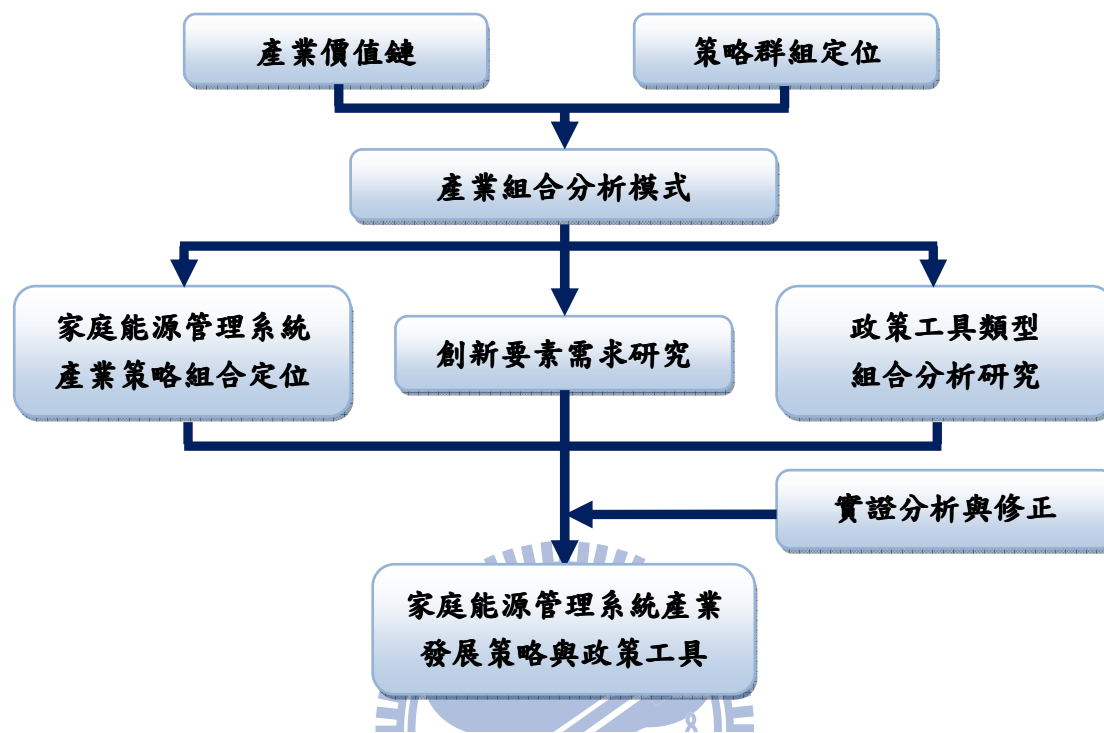 產業價值鏈
策略群組定位
產業組合分析模式
家庭能源管理系統
產業策略組合定位
創新要素需求研究
政策工具類型
組合分析研究
實證分析與修正
家庭能源管理系統產業
發展策略與政策工具